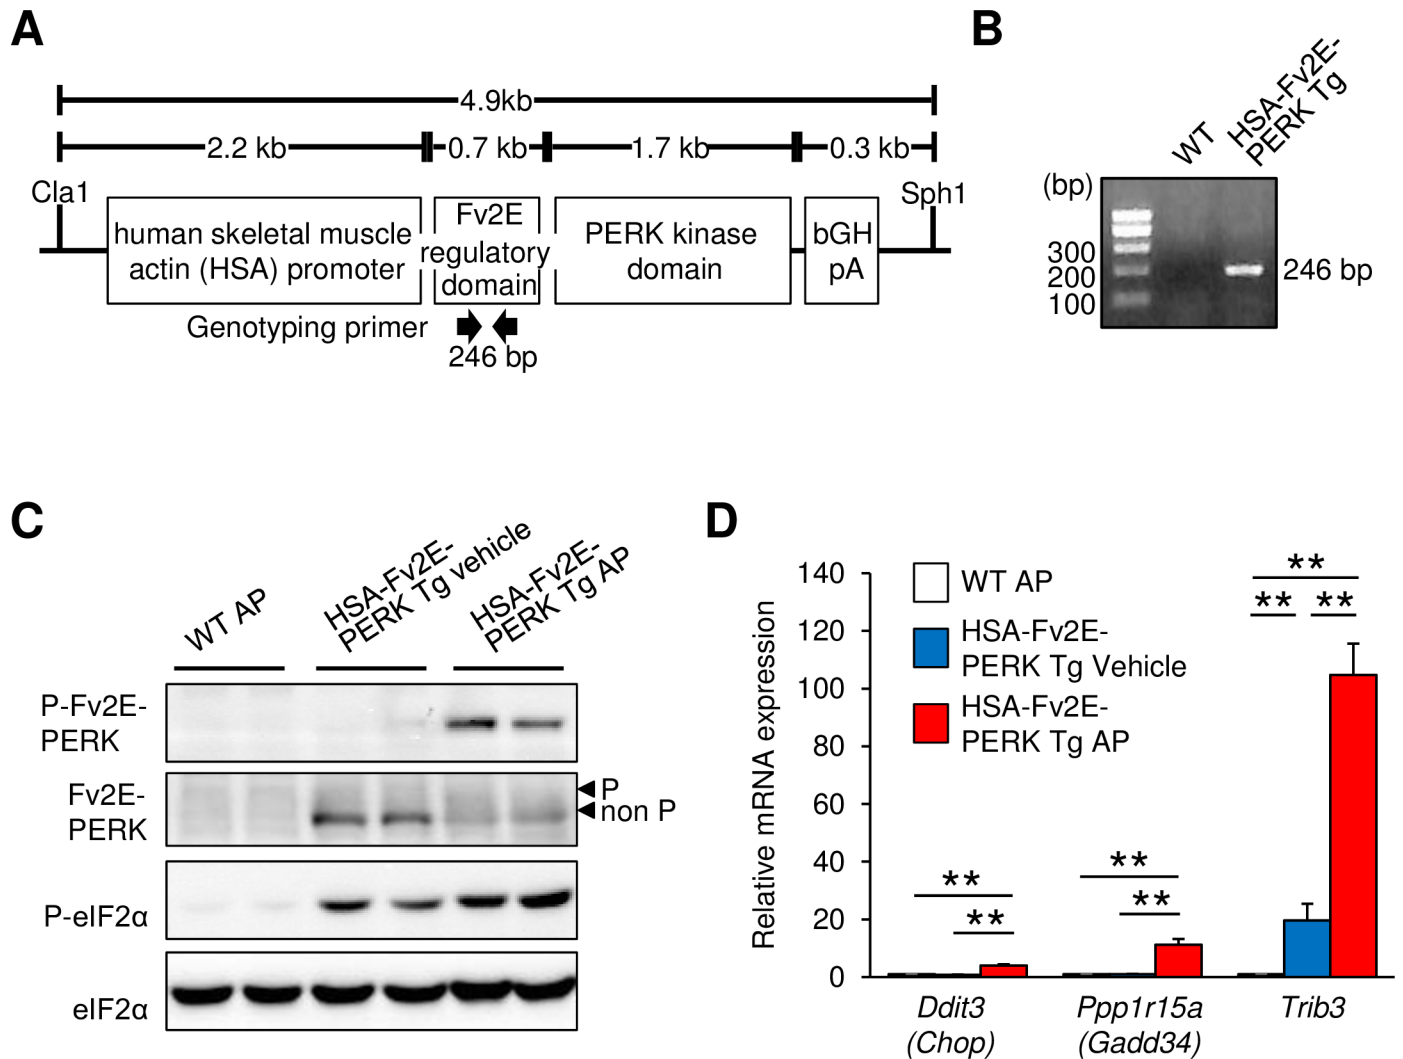 A
4.9kb
2.2 kb
0.7 kb
1.7 kb
0.3 kb
Cla1
Sph1
human skeletal muscle
actin (HSA) promoter
Fv2E
regulatory
domain
PERK kinase
domain
bGH
pA
Genotyping primer
246 bp
B
WT
HSA-Fv2E-
PERK Tg
(bp)
300
200
100
246 bp
C
WT AP
HSA-Fv2E-
PERK Tg vehicle
HSA-Fv2E-
PERK Tg AP
P-Fv2E-
PERK
Fv2E-
PERK
P
non P
P-eIF2α
eIF2α
D
Relative mRNA expression
140
120
100
80
60
40
20
0
WT AP
HSA-Fv2E-
PERK Tg Vehicle
HSA-Fv2E-
PERK Tg AP
**
**
**
**
**
**
**
Ddit3
(Chop)
Ppp1r15a
(Gadd34)
Trib3